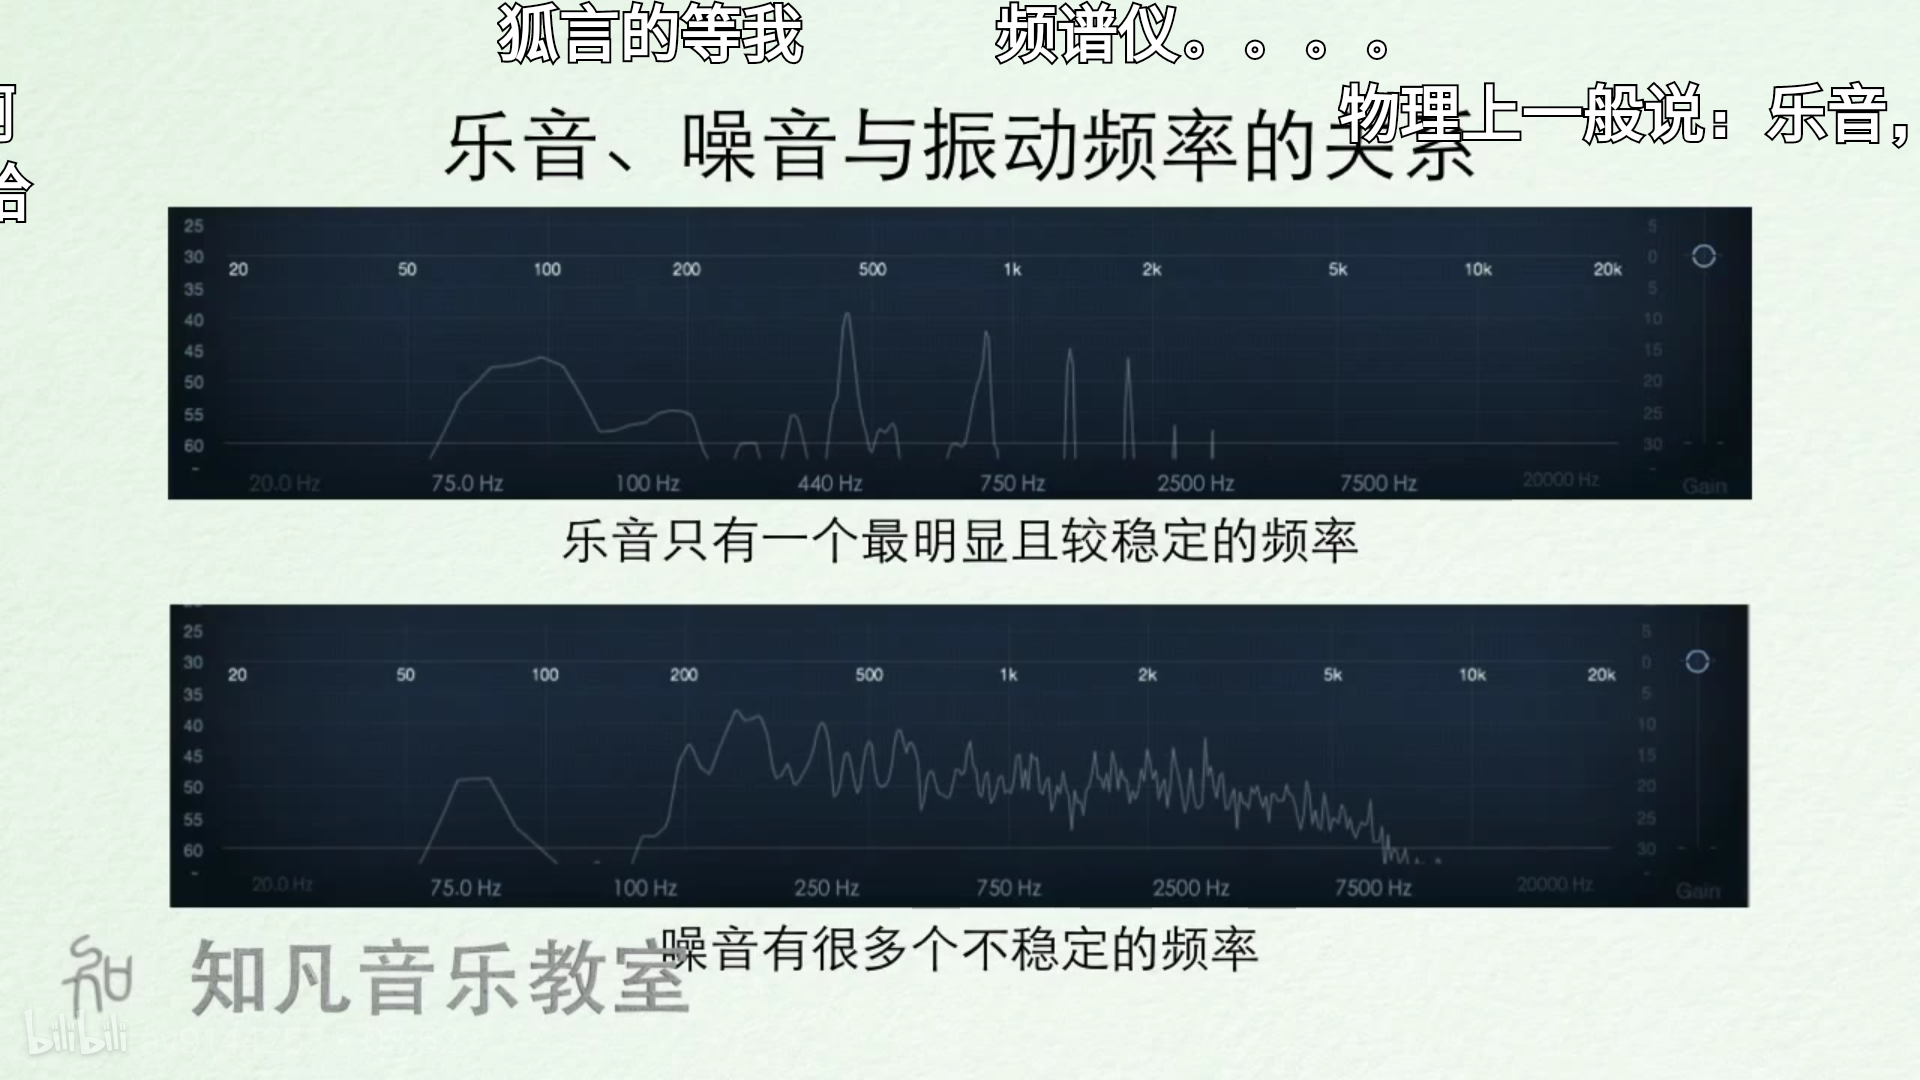 狐言的等我 频谱仪。。。。
物理上一般说：乐音，
乐音、噪音与振动频率的关系
25 5
30 20 50 100 200 500 1k 2k 5k 10k 20k 0
35 5
40 10
45 15
50 20
55 25
60 30
20.0 Hz 75.0 Hz 100 Hz 440 Hz 750 Hz 2500 Hz 7500 Hz 20000 Hz Gain
乐音只有一个最明显且较稳定的频率
25 5
30 20 50 100 200 500 1k 2k 5k 10k 20k 0
35 5
40 10
45 15
50 20
55 25
60 30
20.0 Hz 75.0 Hz 100 Hz 250 Hz 750 Hz 2500 Hz 7500 Hz 20000 Hz Gain
噪音有很多个不稳定的频率
知凡音乐教室
bilibili